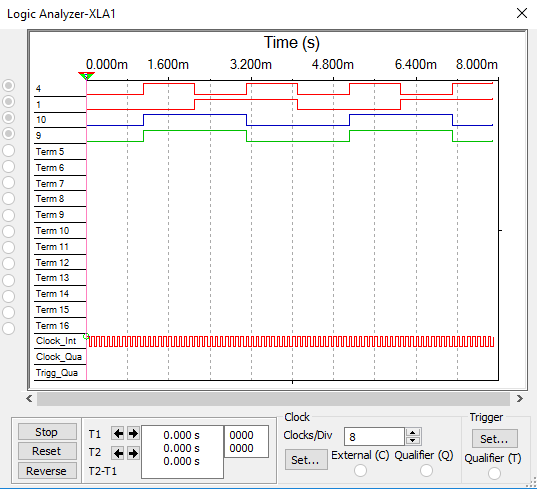 Logic Analyzer-XLA1
Time (s)
0.000m 1.600m 3.200m 4.800m 6.400m 8.000m
4
1
10
9
Term 5
Term 6
Term 7
Term 8
Term 9
Term 10
Term 11
Term 12
Term 13
Term 14
Term 15
Term 16
Clock_Int
Clock_Qua
Trigg_Qua
Stop
Reset
Reverse
T1 0.000 s 0000
T2 0.000 s 0000
T2-T1 0.000 s
Clock
Clocks/Div 8
Set... External (C) Qualifier (Q)
Trigger
Set...
Qualifier (T)